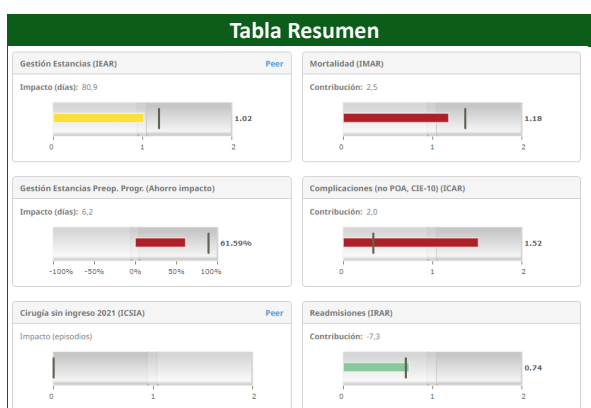 Tabla Resumen
Gestión Estancias (IEAR) Peer
Impacto (días): 80,9
1.02
0 1 2
Mortalidad (IMAR)
Contribución: 2,5
1.18
0 1 2
Gestión Estancias Preop. Progr. (Ahorro impacto)
Impacto (días): 6,2
61.59%
-100% -50% 0% 50% 100%
Complicaciones (no POA, CIE-10) (ICAR)
Contribución: 2,0
1.52
0 1 2
Cirugía sin ingreso 2021 (ICSIA) Peer
Impacto (episodios)
0 1 2
Readmisiones (IRAR)
Contribución: -7,3
0.74
0 1 2